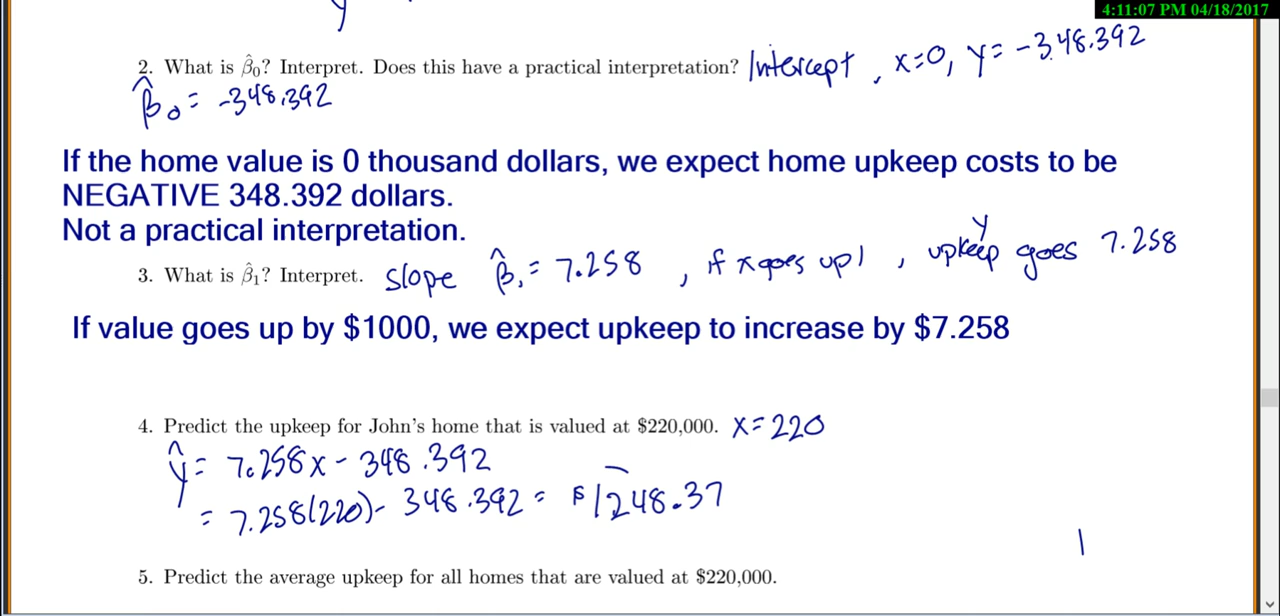 4:11:07 PM 04/18/2017
y
2. What is β̂₀? Interpret. Does this have a practical interpretation? Intercept, x=0, y= -348.392
β̂₀ = -348.392
If the home value is 0 thousand dollars, we expect home upkeep costs to be
NEGATIVE 348.392 dollars.
Not a practical interpretation.
y
3. What is β̂₁? Interpret. slope β̂₁ = 7.258, if x goes up 1, upkeep goes 7.258
If value goes up by $1000, we expect upkeep to increase by $7.258
4. Predict the upkeep for John's home that is valued at $220,000. x=220
ŷ = 7.258x - 348.392
= 7.258(220) - 348.392 = $1248.37
5. Predict the average upkeep for all homes that are valued at $220,000.